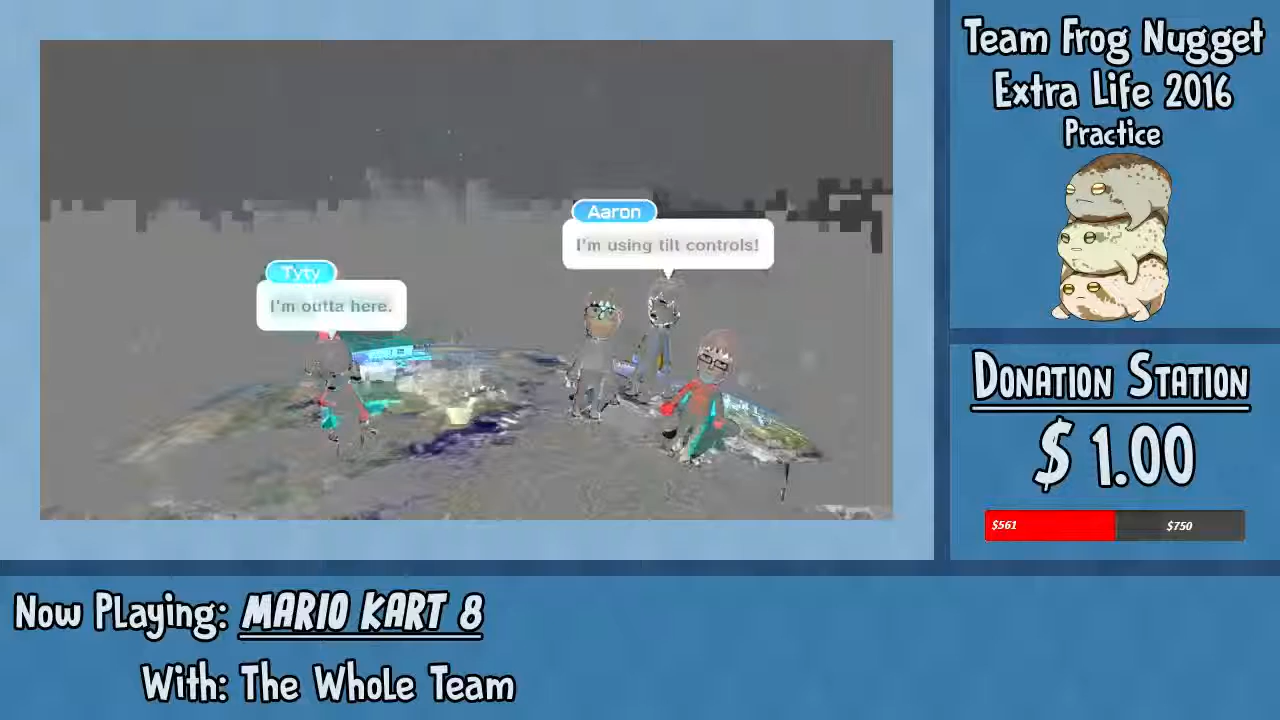 Team Frog Nugget
Extra Life 2016
Practice
Aaron
I'm using tilt controls!
Tyty
I'm outta here.
Donation Station
$ 1.00
$561
$750
Now Playing: MARIO KART 8
With: The Whole Team